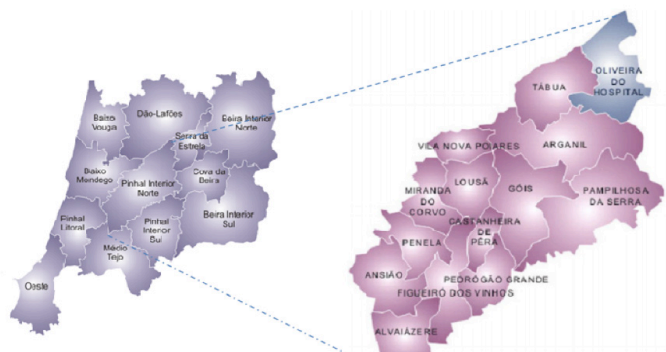 Baixo
Vouga
Dão-Lafões
Beira Interior
Norte
Serra da
Estrela
Baixo
Mondego
Pinhal Interior
Norte
Cova da
Beira
Pinhal
Litoral
Pinhal
Interior
Sul
Beira Interior
Sul
Médio
Tejo
Oeste
OLIVEIRA
DO
HOSPITAL
TÁBUA
VILA NOVA POIARES
ARGANIL
LOUSÃ
GÓIS
PAMPILHOSA
DA SERRA
MIRANDA
DO
CORVO
CASTANHEIRA
DE
PÊRA
PENELA
ANSIÃO
PEDRÓGÃO GRANDE
FIGUEIRÓ DOS VINHOS
ALVAIÁZERE